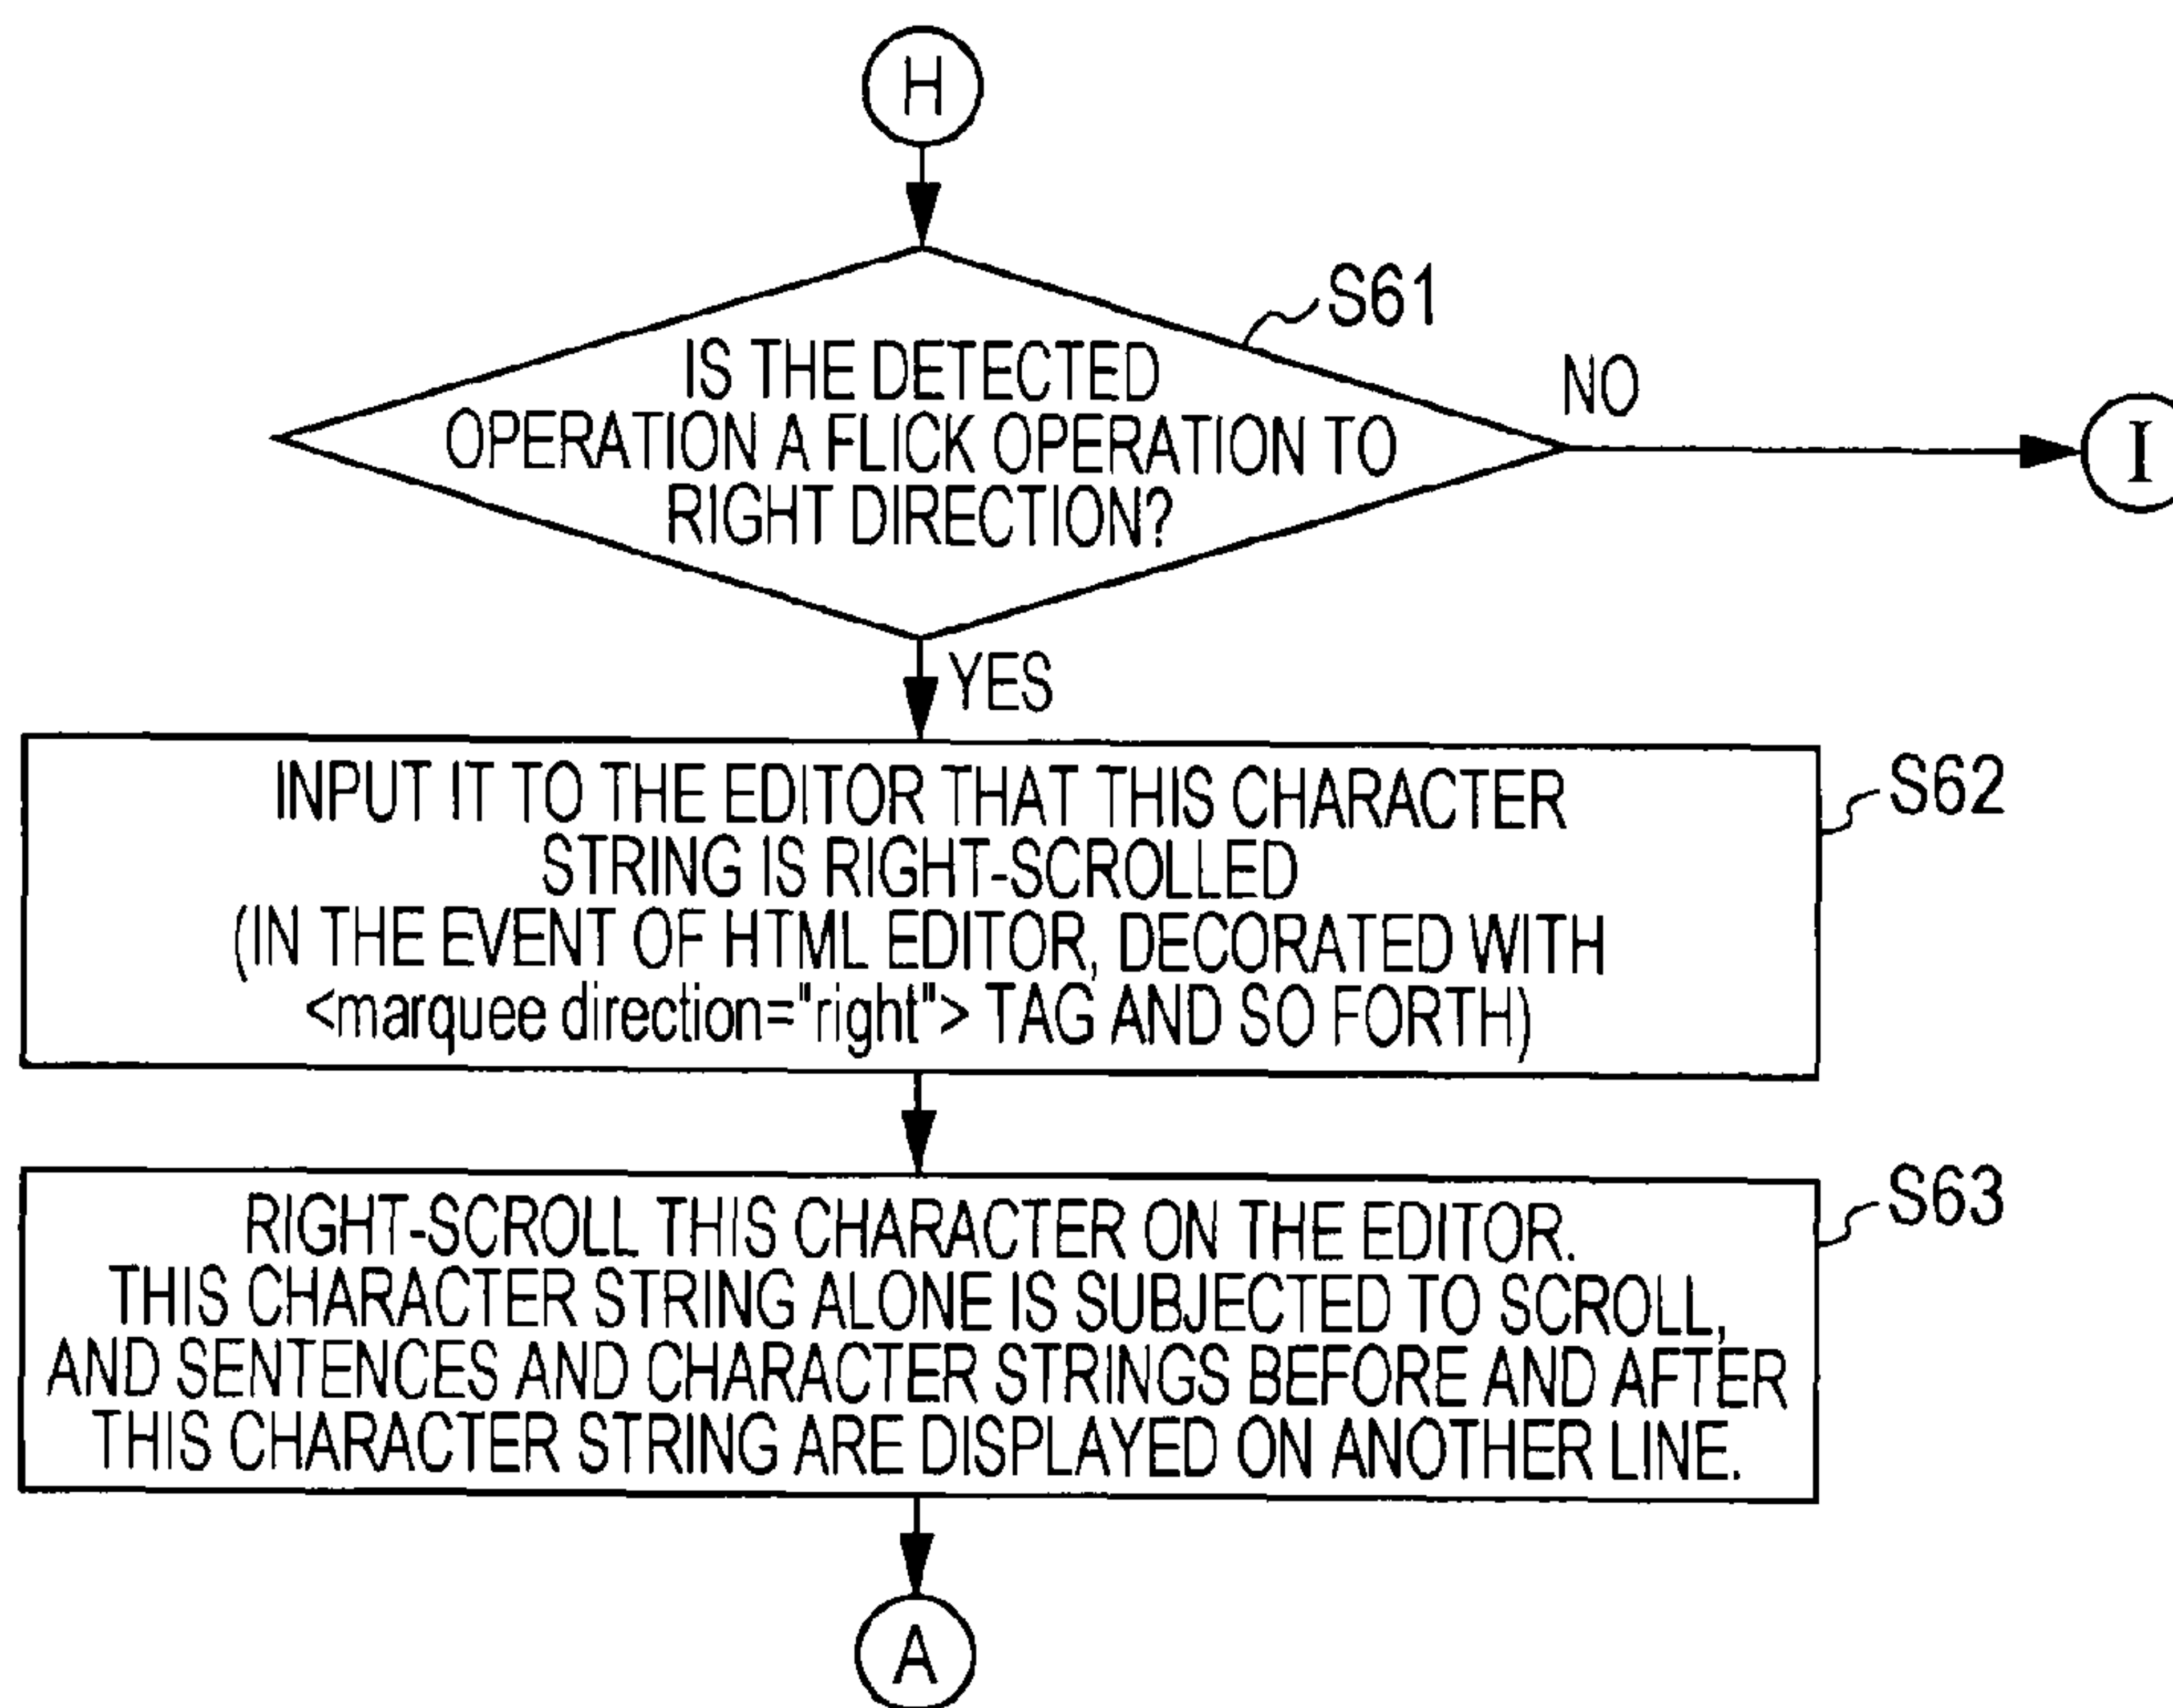 H
S61
IS THE DETECTED
OPERATION A FLICK OPERATION TO
RIGHT DIRECTION?
NO
I
YES
INPUT IT TO THE EDITOR THAT THIS CHARACTER
STRING IS RIGHT-SCROLLED
(IN THE EVENT OF HTML EDITOR, DECORATED WITH
<marquee direction="right"> TAG AND SO FORTH)
S62
RIGHT-SCROLL THIS CHARACTER ON THE EDITOR.
THIS CHARACTER STRING ALONE IS SUBJECTED TO SCROLL,
AND SENTENCES AND CHARACTER STRINGS BEFORE AND AFTER
THIS CHARACTER STRING ARE DISPLAYED ON ANOTHER LINE.
S63
A